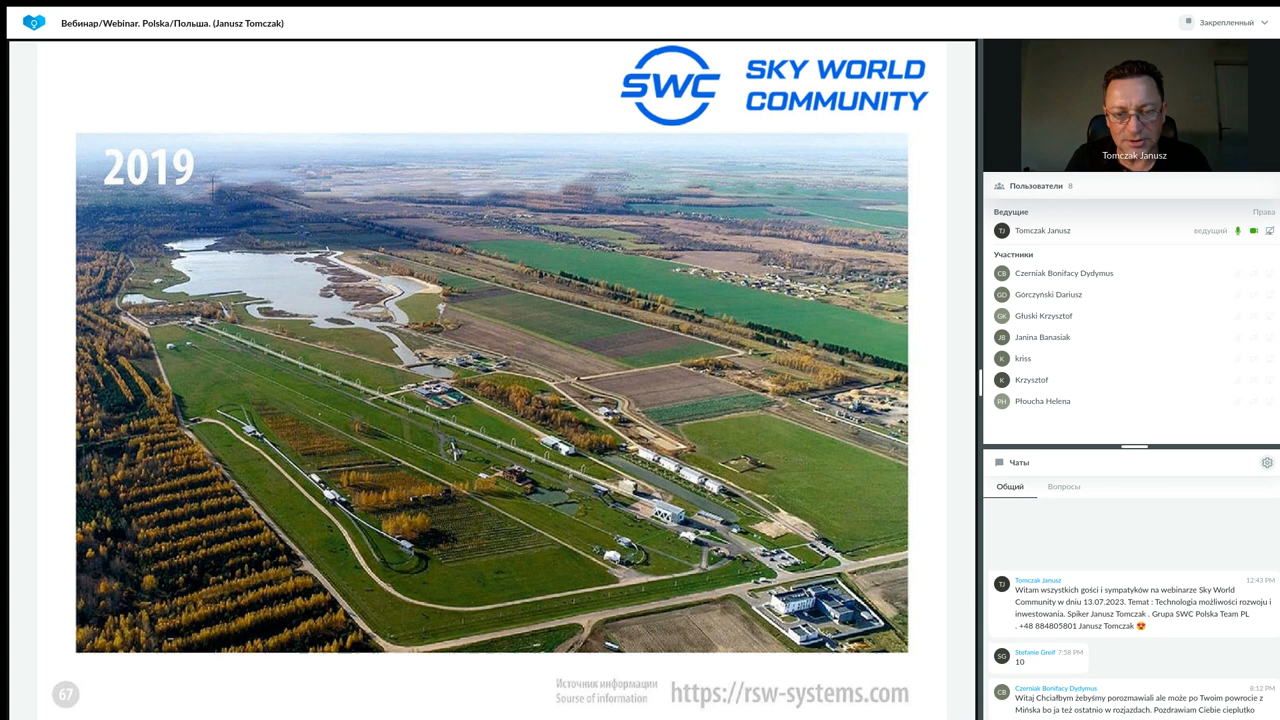 Вебинар/Webinar. Polska/Польша. (Janusz Tomczak)
Закрепленный
SWC
SKY WORLD
COMMUNITY
2019
67
Источник информации
Sourse of information
https://rsw-systems.com
Tomczak Janusz
Пользователи 8
Ведущие Права
TJ Tomczak Janusz ведущий
Участники
CB Czerniak Bonifacy Dydymus
GD Górczyński Dariusz
GK Głuski Krzysztof
JB Janina Banasiak
K kriss
K Krzysztof
PH Płoucha Helena
Чаты
Общий Вопросы
TJ Tomczak Janusz 12:43 PM
Witam wszystkich gości i sympatyków na webinarze Sky World
Community w dniu 13.07.2023. Temat : Technologia możliwości rozwoju i
inwestowania. Spiker Janusz Tomczak . Grupa SWC Polska Team PL
. +48 884805801 Janusz Tomczak 😍
SG Stefanie Greif 7:58 PM
10
CB Czerniak Bonifacy Dydymus 8:12 PM
Witaj Chciałbym żebyśmy porozmawiali ale może po Twoim powrocie z
Mińska bo ja też ostatnio w rozjazdach. Pozdrawiam Ciebie cieplutko